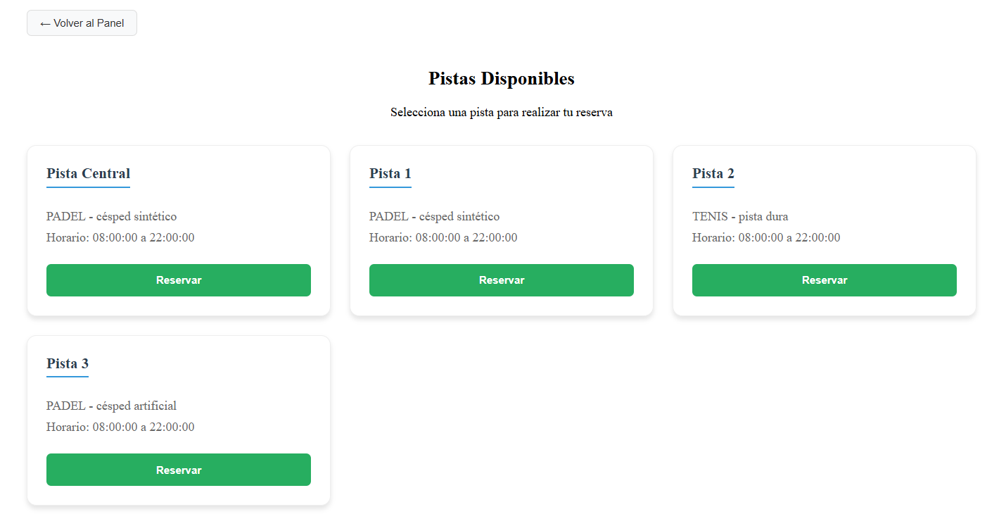 ← Volver al Panel
Pistas Disponibles
Selecciona una pista para realizar tu reserva
Pista Central
PADEL - césped sintético
Horario: 08:00:00 a 22:00:00
Reservar
Pista 1
PADEL - césped sintético
Horario: 08:00:00 a 22:00:00
Reservar
Pista 2
TENIS - pista dura
Horario: 08:00:00 a 22:00:00
Reservar
Pista 3
PADEL - césped artificial
Horario: 08:00:00 a 22:00:00
Reservar